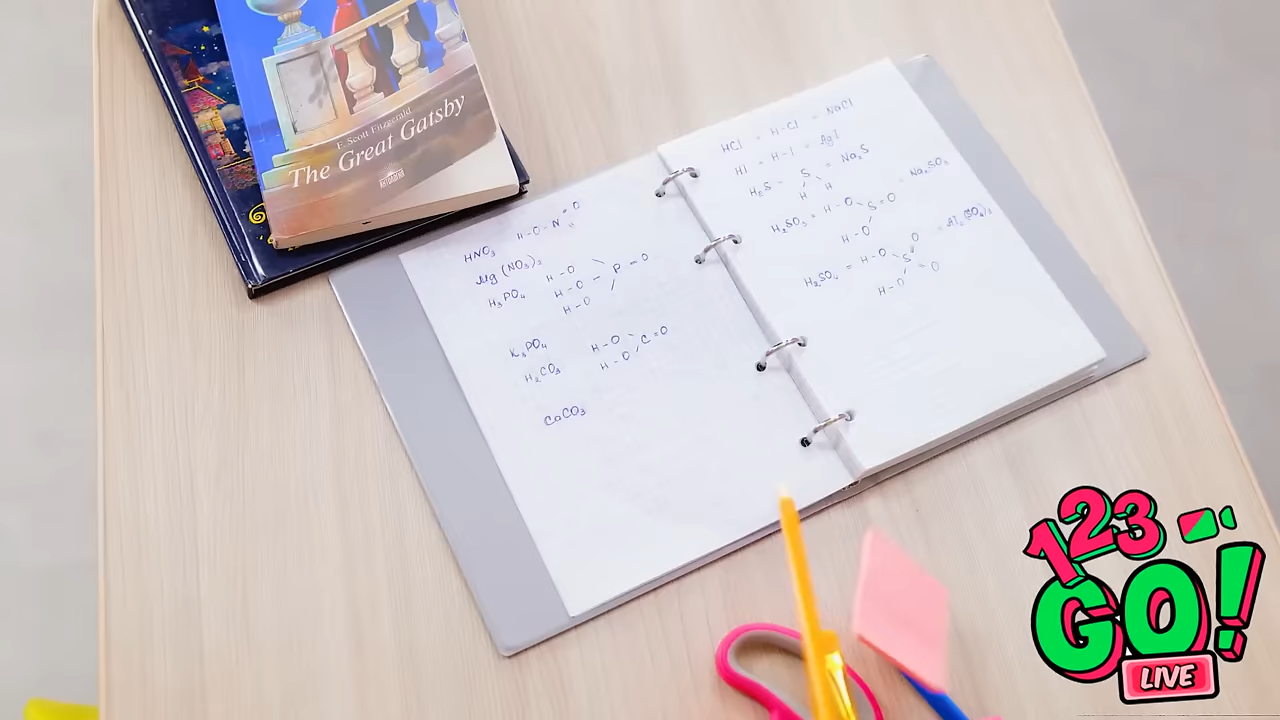 F. Scott Fitzgerald
The Great Gatsby
HNO3 H-O-N=O
Mg(NO3)2
H3PO4 H-O
H-O - P=O
H-O
K3PO4
H2CO3 H-O
H-O C=O
CaCO3
HCl = H-Cl = NaCl
HI = H-I = AgI
H2S = S = Na2S
H H
H2SO3 = H-O S=O = Na2SO3
H-O
H2SO4 = H-O S O = Al2(SO4)3
H-O O
123
GO!
LIVE